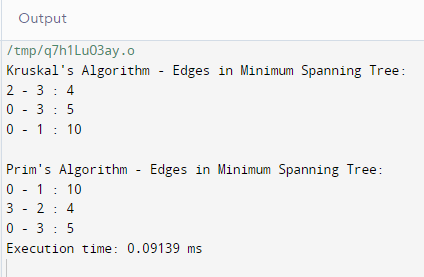 Output
/tmp/q7h1Lu03ay.o
Kruskal's Algorithm - Edges in Minimum Spanning Tree:
2 - 3 : 4
0 - 3 : 5
0 - 1 : 10
Prim's Algorithm - Edges in Minimum Spanning Tree:
0 - 1 : 10
3 - 2 : 4
0 - 3 : 5
Execution time: 0.09139 ms